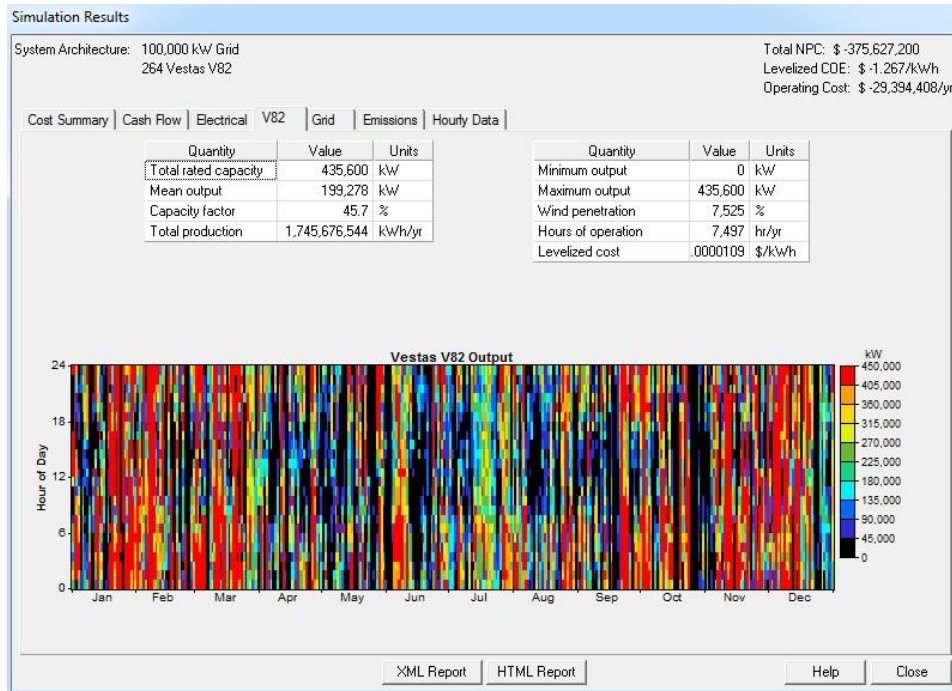 Simulation Results
System Architecture: 100,000 kW Grid
264 Vestas V82
Total NPC: $ -375,627,200
Levelized COE: $ -1.267/kWh
Operating Cost: $ -29,394,408/yr
Cost Summary Cash Flow Electrical V82 Grid Emissions Hourly Data
Quantity Value Units
Total rated capacity 435,600 kW
Mean output 199,278 kW
Capacity factor 45.7 %
Total production 1,745,676,544 kWh/yr
Quantity Value Units
Minimum output 0 kW
Maximum output 435,600 kW
Wind penetration 7,525 %
Hours of operation 7,497 hr/yr
Levelized cost .0000109 $/kWh
Vestas V82 Output
Hour of Day
24
18
12
6
0
Jan Feb Mar Apr May Jun Jul Aug Sep Oct Nov Dec
kW
450,000
405,000
360,000
315,000
270,000
225,000
180,000
135,000
90,000
45,000
0
XML Report HTML Report Help Close